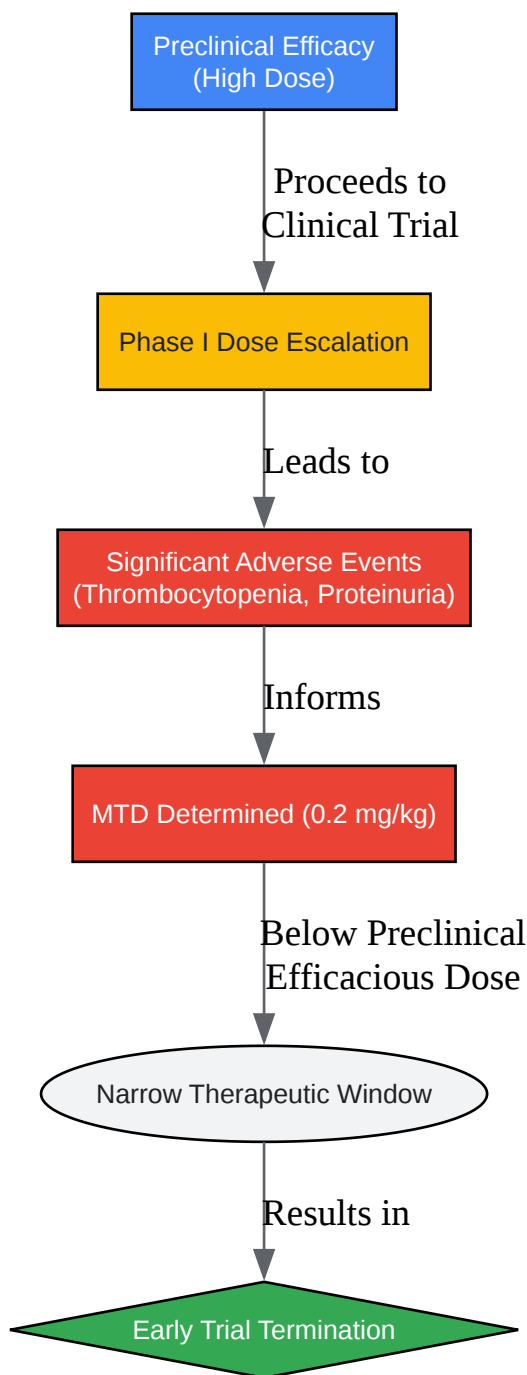 Preclinical Efficacy
(High Dose)
Proceeds to
Clinical Trial
Phase I Dose Escalation
Leads to
Significant Adverse Events
(Thrombocytopenia, Proteinuria)
Informs
MTD Determined (0.2 mg/kg)
Below Preclinical
Efficacious Dose
Narrow Therapeutic Window
Results in
Early Trial Termination